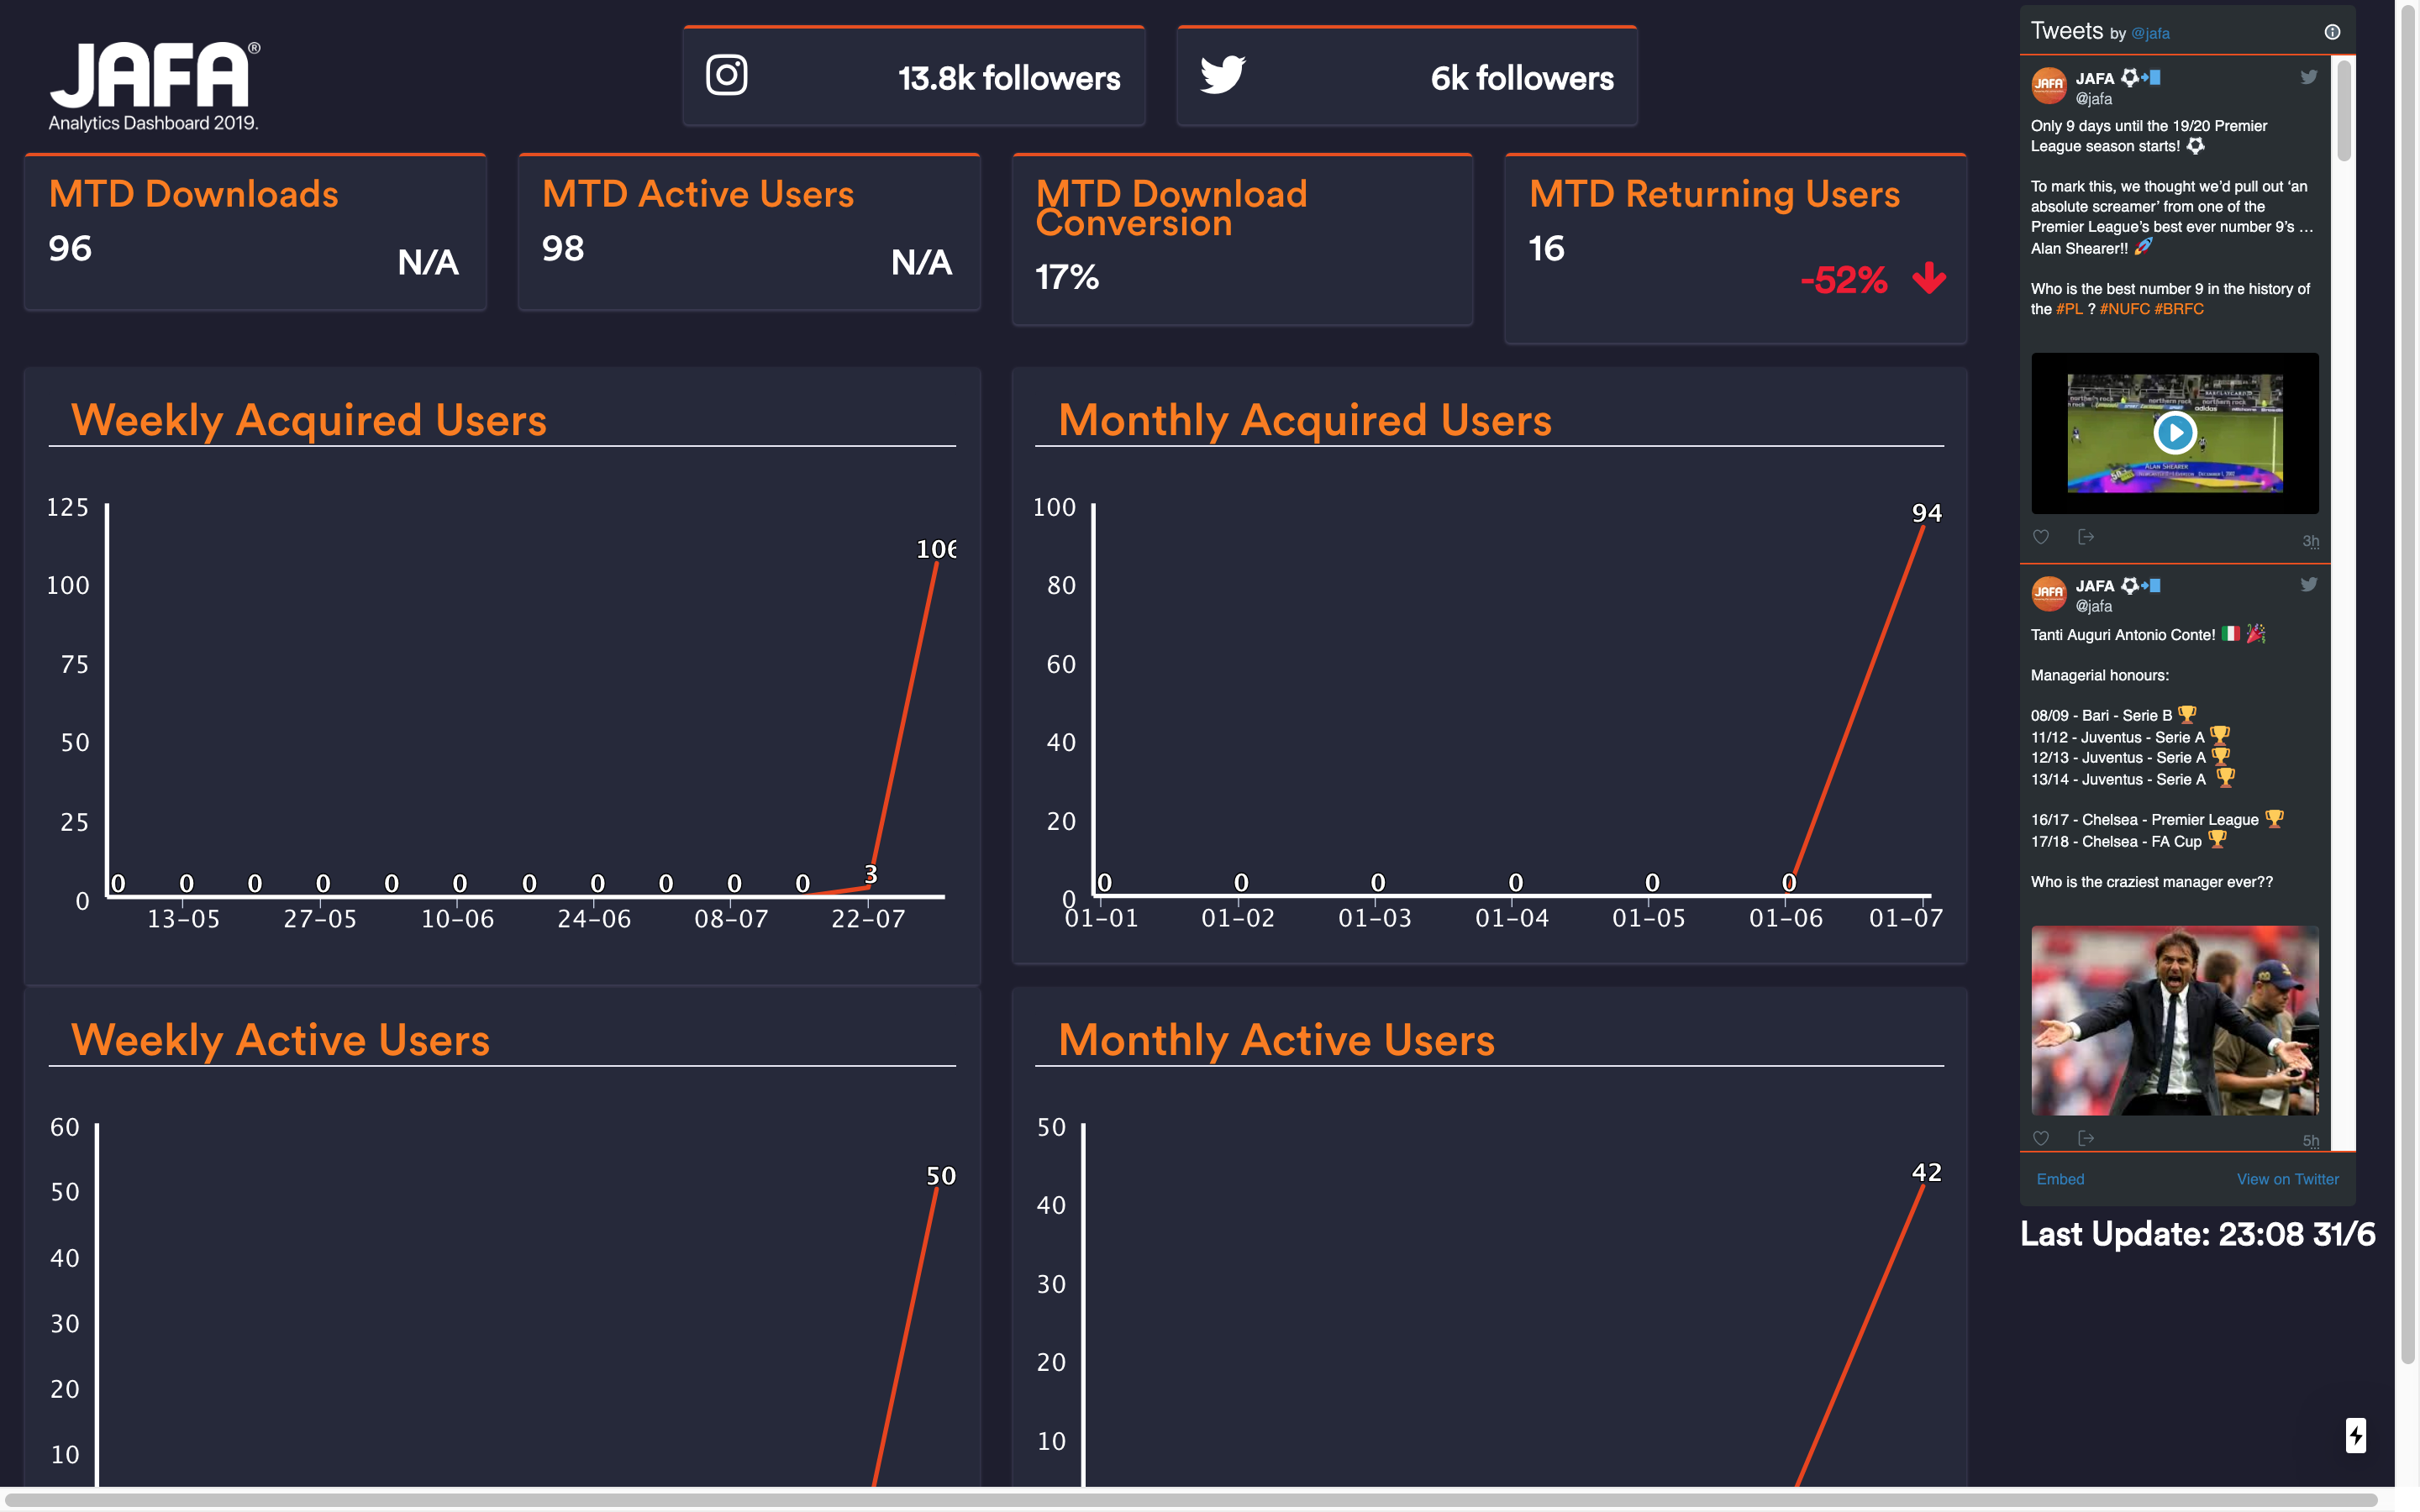 JAFA®
Analytics Dashboard 2019.
13.8k followers
6k followers
MTD Downloads
96
N/A
MTD Active Users
98
N/A
MTD Download
Conversion
17%
MTD Returning Users
16
-52%
Weekly Acquired Users
125
100
75
50
25
0
0 0 0 0 0 0 0 0 0 0 0 3 106
13-05 27-05 10-06 24-06 08-07 22-07
Monthly Acquired Users
100
80
60
40
20
0
0 0 0 0 0 0 94
01-01 01-02 01-03 01-04 01-05 01-06 01-07
Weekly Active Users
60
50
40
30
20
10
50
Monthly Active Users
50
40
30
20
10
42
Tweets by @jafa
JAFA
JAFA ⚽➡📱
@jafa
Only 9 days until the 19/20 Premier
League season starts! ⚽
To mark this, we thought we'd pull out ‘an
absolute screamer’ from one of the
Premier League’s best ever number 9’s …
Alan Shearer!! 🚀
Who is the best number 9 in the history of
the #PL ? #NUFC #BRFC
northern rock
adidas
ALAN SHEARER
3h
JAFA
JAFA ⚽➡📱
@jafa
Tanti Auguri Antonio Conte! 🇮🇹 🎉
Managerial honours:
08/09 - Bari - Serie B 🏆
11/12 - Juventus - Serie A 🏆
12/13 - Juventus - Serie A 🏆
13/14 - Juventus - Serie A 🏆
16/17 - Chelsea - Premier League 🏆
17/18 - Chelsea - FA Cup 🏆
Who is the craziest manager ever??
5h
Embed
View on Twitter
Last Update: 23:08 31/6